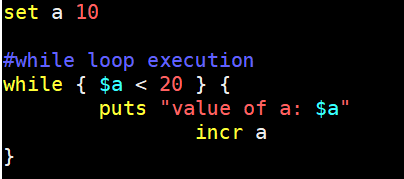 set a 10

#while loop execution
while { $a < 20 } {
        puts "value of a: $a"
                incr a
}